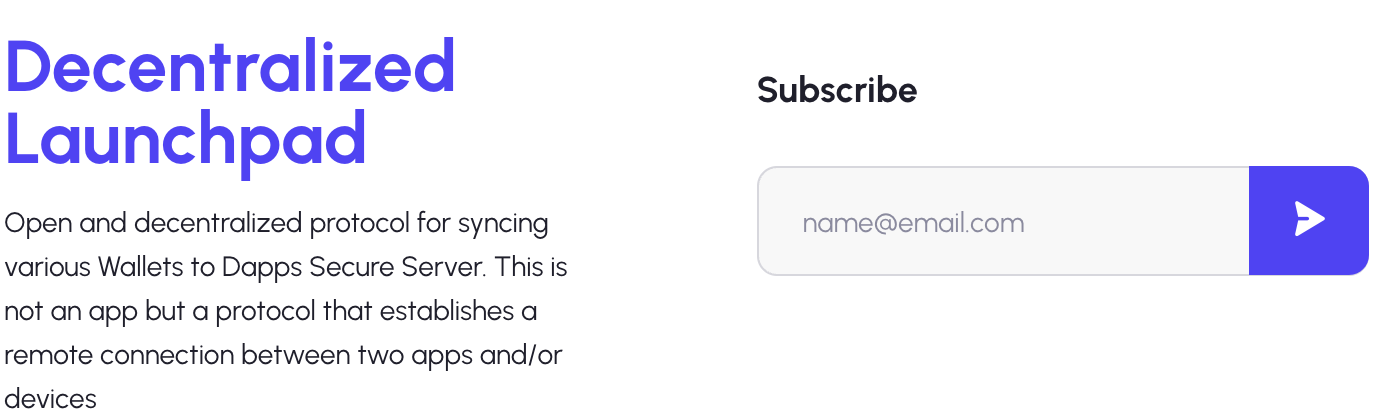 Decentralized
Launchpad
Open and decentralized protocol for syncing
various Wallets to Dapps Secure Server. This is
not an app but a protocol that establishes a
remote connection between two apps and/or
devices
Subscribe
name@email.com